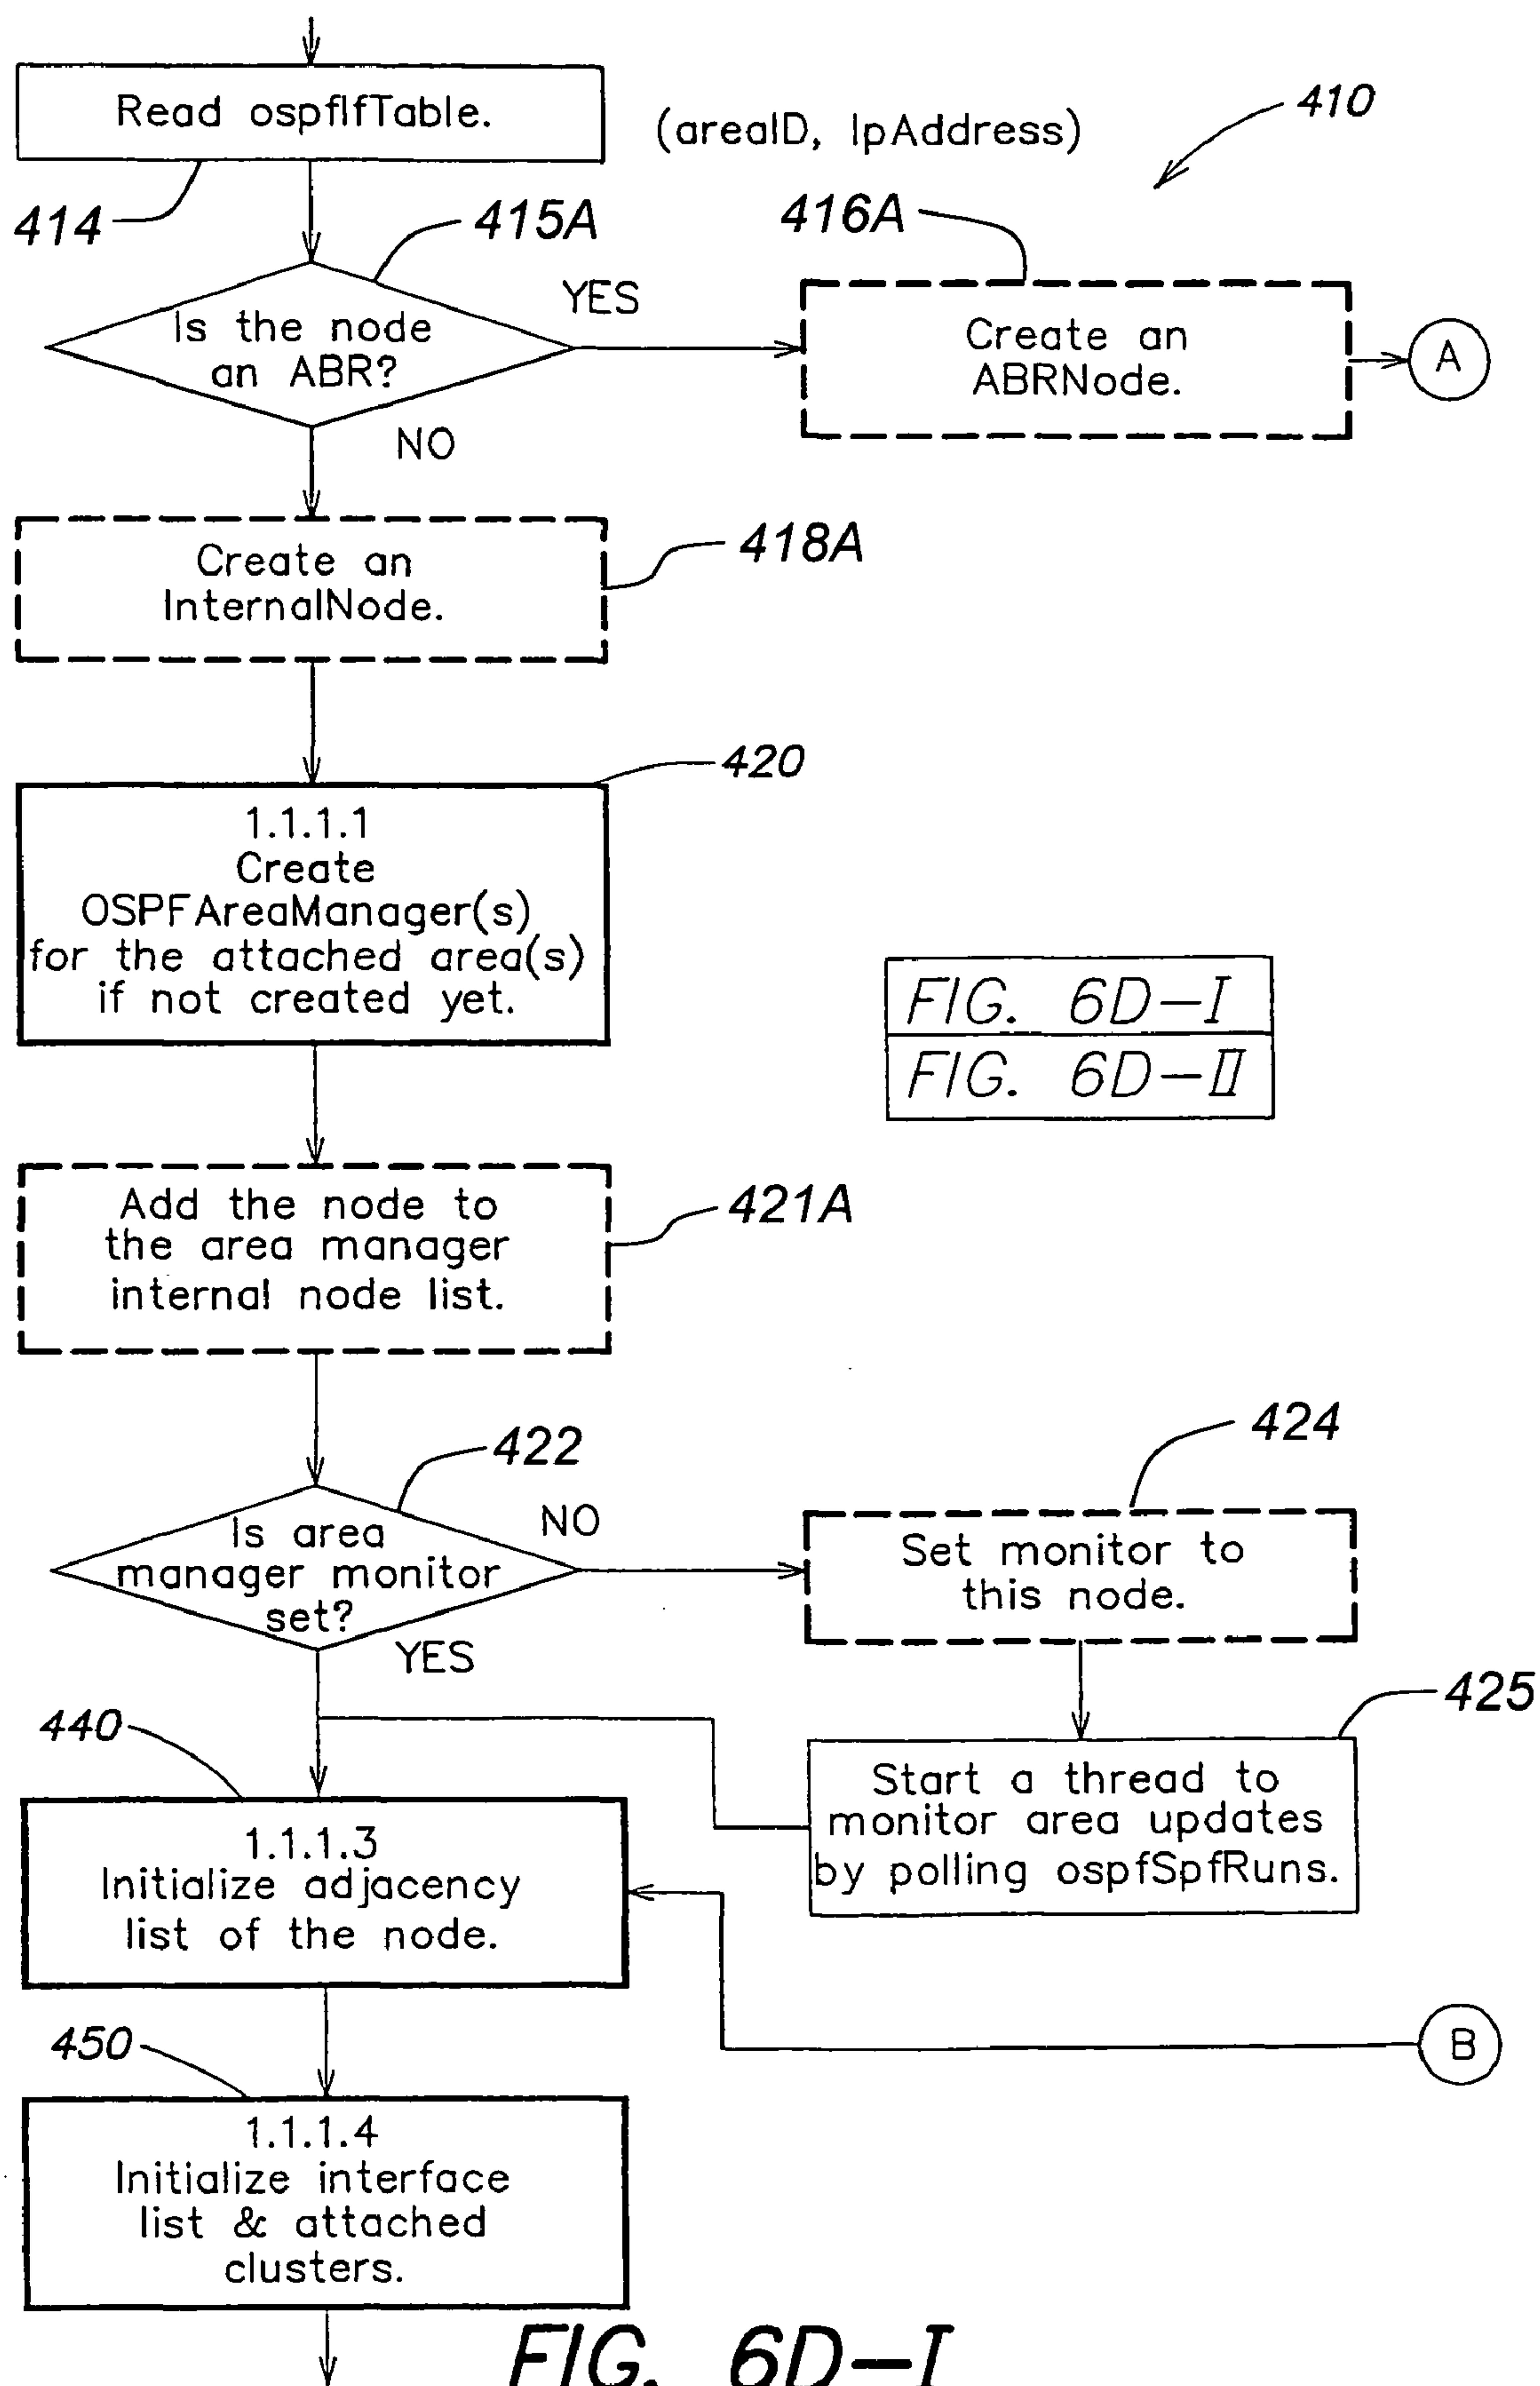 Read ospfIfTable.
(areaID, IpAddress)
410
414
415A
416A
Is the node
an ABR?
YES
Create an
ABRNode.
A
NO
Create an
InternalNode.
418A
420
1.1.1.1
Create
OSPFAreaManager(s)
for the attached area(s)
if not created yet.
FIG. 6D-I
FIG. 6D-II
Add the node to
the area manager
internal node list.
421A
422
424
Is area
manager monitor
set?
NO
Set monitor to
this node.
YES
425
440
Start a thread to
monitor area updates
by polling ospfSpfRuns.
1.1.1.3
Initialize adjacency
list of the node.
450
B
1.1.1.4
Initialize interface
list & attached
clusters.
FIG. 6D-I